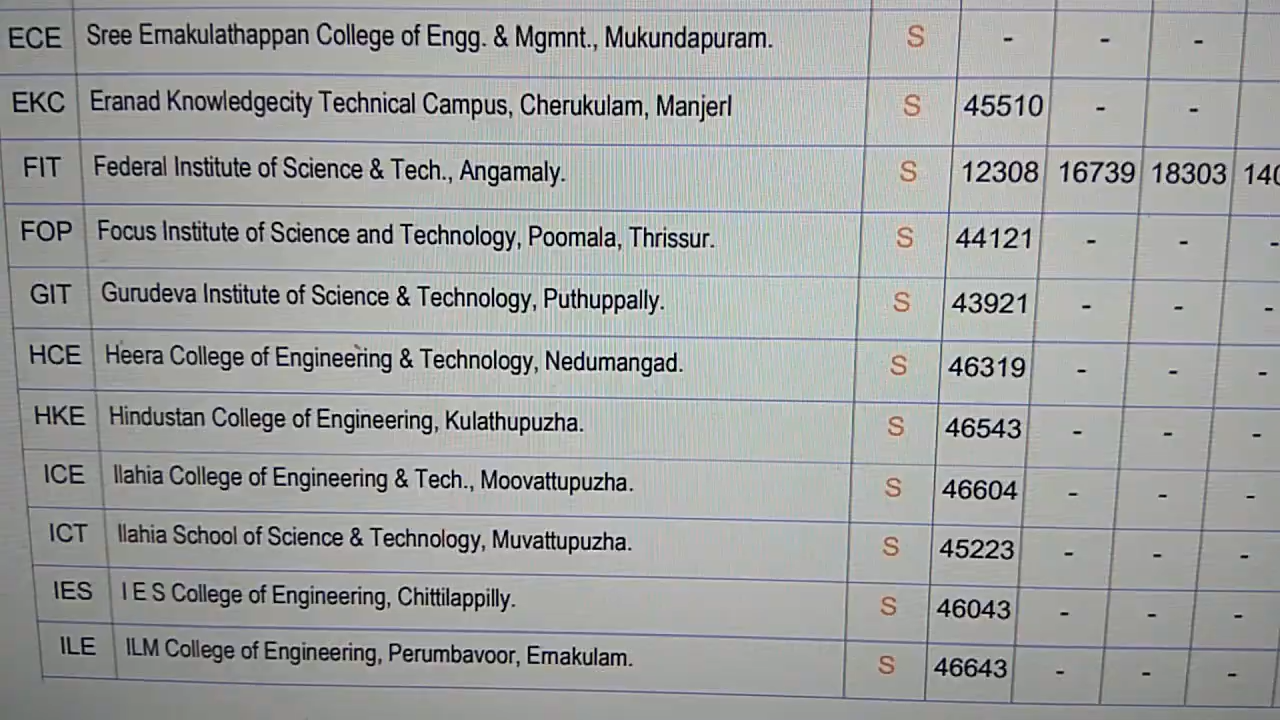 ECE Sree Ernakulathappan College of Engg. & Mgmnt., Mukundapuram. S - - -
EKC Eranad Knowledgecity Technical Campus, Cherukulam, Manjerl S 45510 - -
FIT Federal Institute of Science & Tech., Angamaly. S 12308 16739 18303 140
FOP Focus Institute of Science and Technology, Poomala, Thrissur. S 44121 - - -
GIT Gurudeva Institute of Science & Technology, Puthuppally. S 43921 - - -
HCE Heera College of Engineering & Technology, Nedumangad. S 46319 - - -
HKE Hindustan College of Engineering, Kulathupuzha. S 46543 - - -
ICE Ilahia College of Engineering & Tech., Moovattupuzha. S 46604 - - -
ICT Ilahia School of Science & Technology, Muvattupuzha. S 45223 - - -
IES I E S College of Engineering, Chittilappilly. S 46043 - - -
ILE ILM College of Engineering, Perumbavoor, Ernakulam. S 46643 - - -